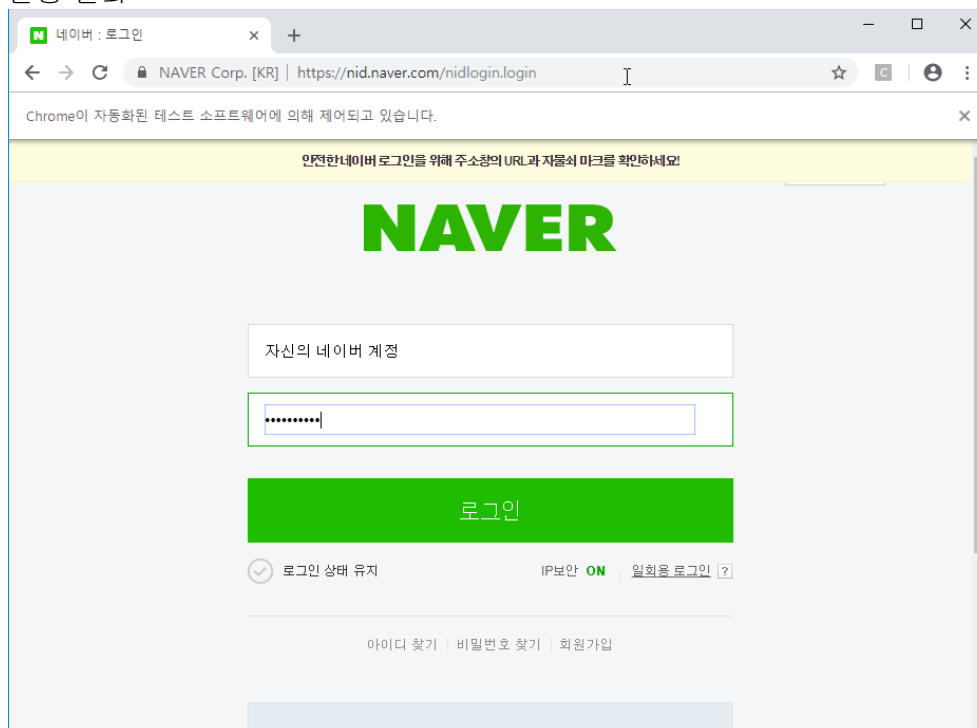 네이버 : 로그인
NAVER Corp. [KR] | https://nid.naver.com/nidlogin.login
C
Chrome이 자동화된 테스트 소프트웨어에 의해 제어되고 있습니다.
안전한 네이버 로그인을 위해 주소창의 URL과 자물쇠 마크를 확인하세요!
NAVER
자신의 네이버 계정
••••••••••
로그인
로그인 상태 유지 IP보안 ON 일회용 로그인 ?
아이디 찾기 비밀번호 찾기 회원가입